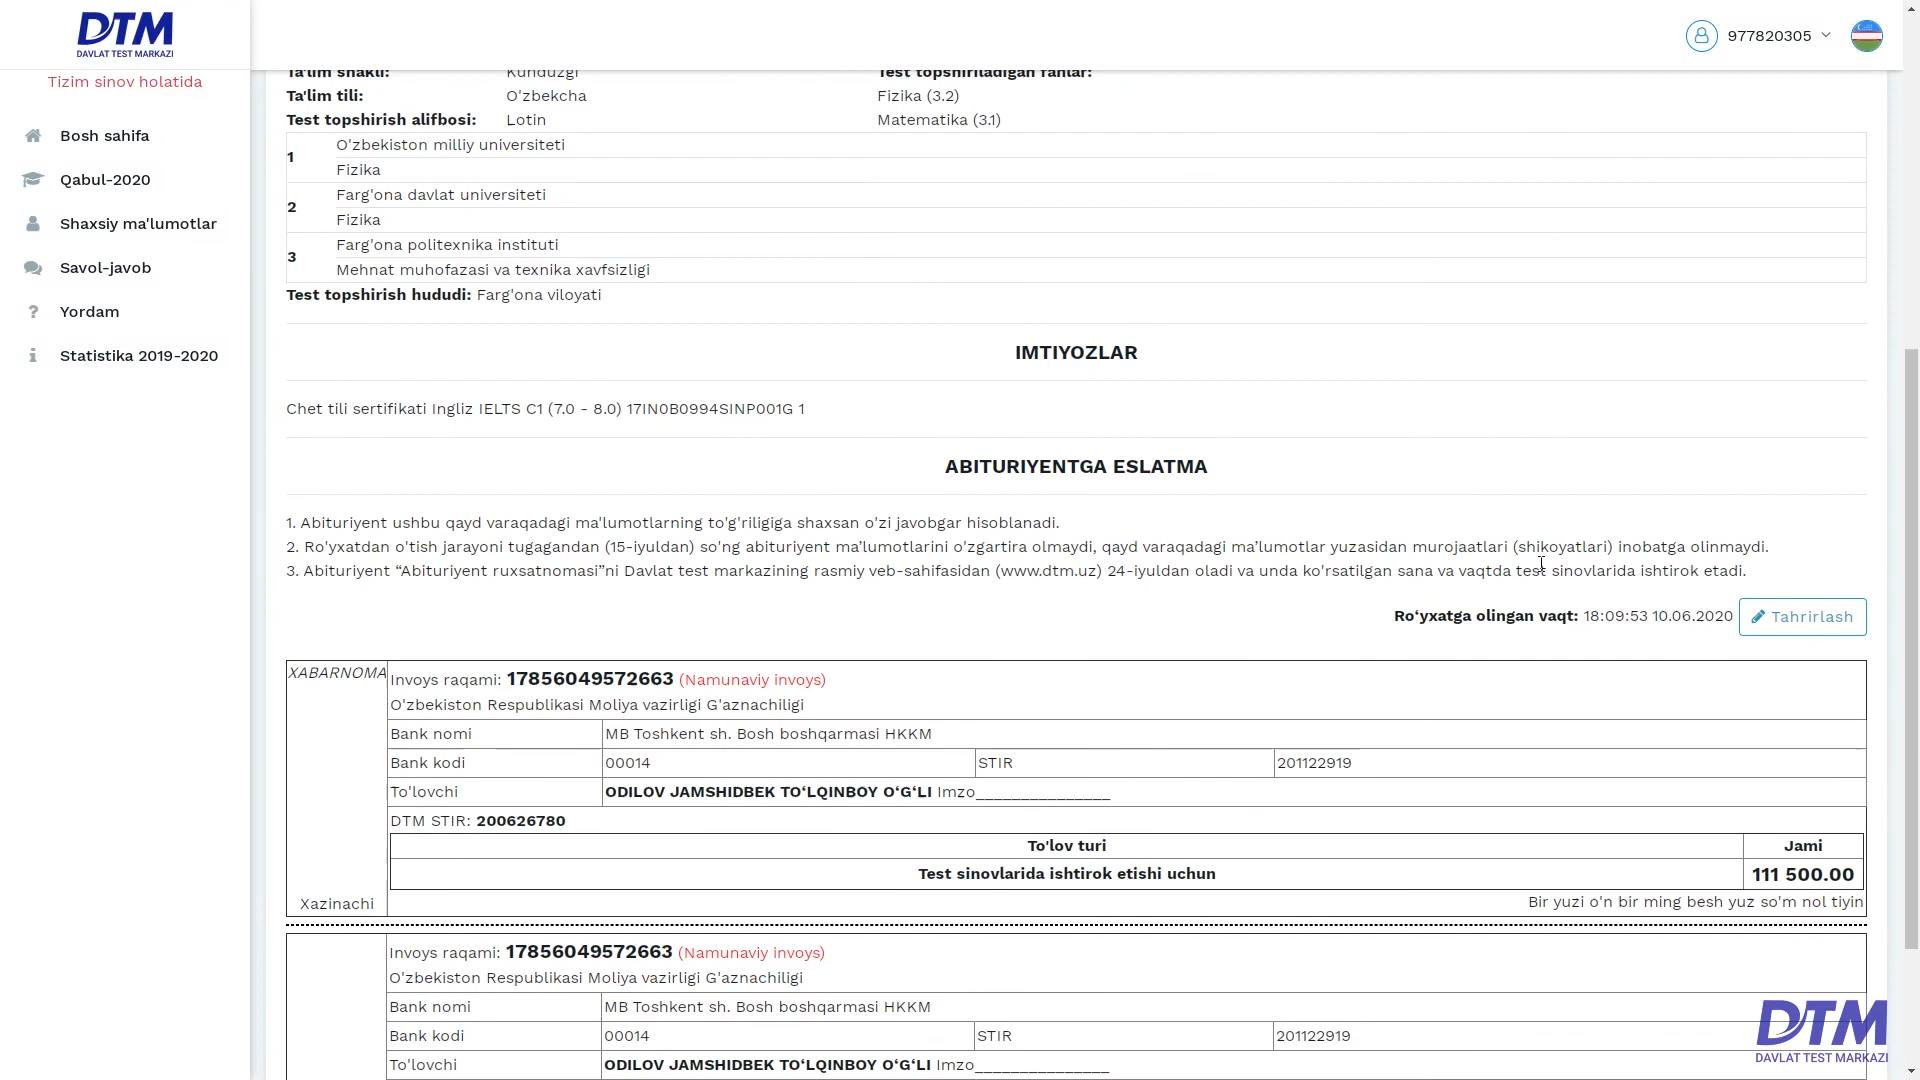 DTM
DAVLAT TEST MARKAZI
977820305
Tizim sinov holatida
Bosh sahifa
Qabul-2020
Shaxsiy ma'lumotlar
Savol-javob
Yordam
Statistika 2019-2020
Ta'lim shakli: Kunduzgi Test topshiriladigan fanlar:
Ta'lim tili: O'zbekcha Fizika (3.2)
Test topshirish alifbosi: Lotin Matematika (3.1)
1 O'zbekiston milliy universiteti
Fizika
2 Farg'ona davlat universiteti
Fizika
3 Farg'ona politexnika instituti
Mehnat muhofazasi va texnika xavfsizligi
Test topshirish hududi: Farg'ona viloyati
IMTIYOZLAR
Chet tili sertifikati Ingliz IELTS C1 (7.0 - 8.0) 17IN0B0994SINP001G 1
ABITURIYENTGA ESLATMA
1. Abituriyent ushbu qayd varaqadagi ma'lumotlarning to'g'riligiga shaxsan o'zi javobgar hisoblanadi.
2. Ro'yxatdan o'tish jarayoni tugagandan (15-iyuldan) so'ng abituriyent ma’lumotlarini o'zgartira olmaydi, qayd varaqadagi ma’lumotlar yuzasidan murojaatlari (shikoyatlari) inobatga olinmaydi.
3. Abituriyent “Abituriyent ruxsatnomasi”ni Davlat test markazining rasmiy veb-sahifasidan (www.dtm.uz) 24-iyuldan oladi va unda ko'rsatilgan sana va vaqtda test sinovlarida ishtirok etadi.
Ro‘yxatga olingan vaqt: 18:09:53 10.06.2020 Tahrirlash
XABARNOMA Invoys raqami: 17856049572663 (Namunaviy invoys)
O'zbekiston Respublikasi Moliya vazirligi G'aznachiligi
Bank nomi MB Toshkent sh. Bosh boshqarmasi HKKM
Bank kodi 00014 STIR 201122919
To'lovchi ODILOV JAMSHIDBEK TO‘LQINBOY O‘G‘LI Imzo_______________
DTM STIR: 200626780
To'lov turi Jami
Test sinovlarida ishtirok etishi uchun 111 500.00
Xazinachi Bir yuzi o'n bir ming besh yuz so'm nol tiyin
Invoys raqami: 17856049572663 (Namunaviy invoys)
O'zbekiston Respublikasi Moliya vazirligi G'aznachiligi
Bank nomi MB Toshkent sh. Bosh boshqarmasi HKKM
Bank kodi 00014 STIR 201122919
To'lovchi ODILOV JAMSHIDBEK TO‘LQINBOY O‘G‘LI Imzo_______________
DTM
DAVLAT TEST MARKAZI